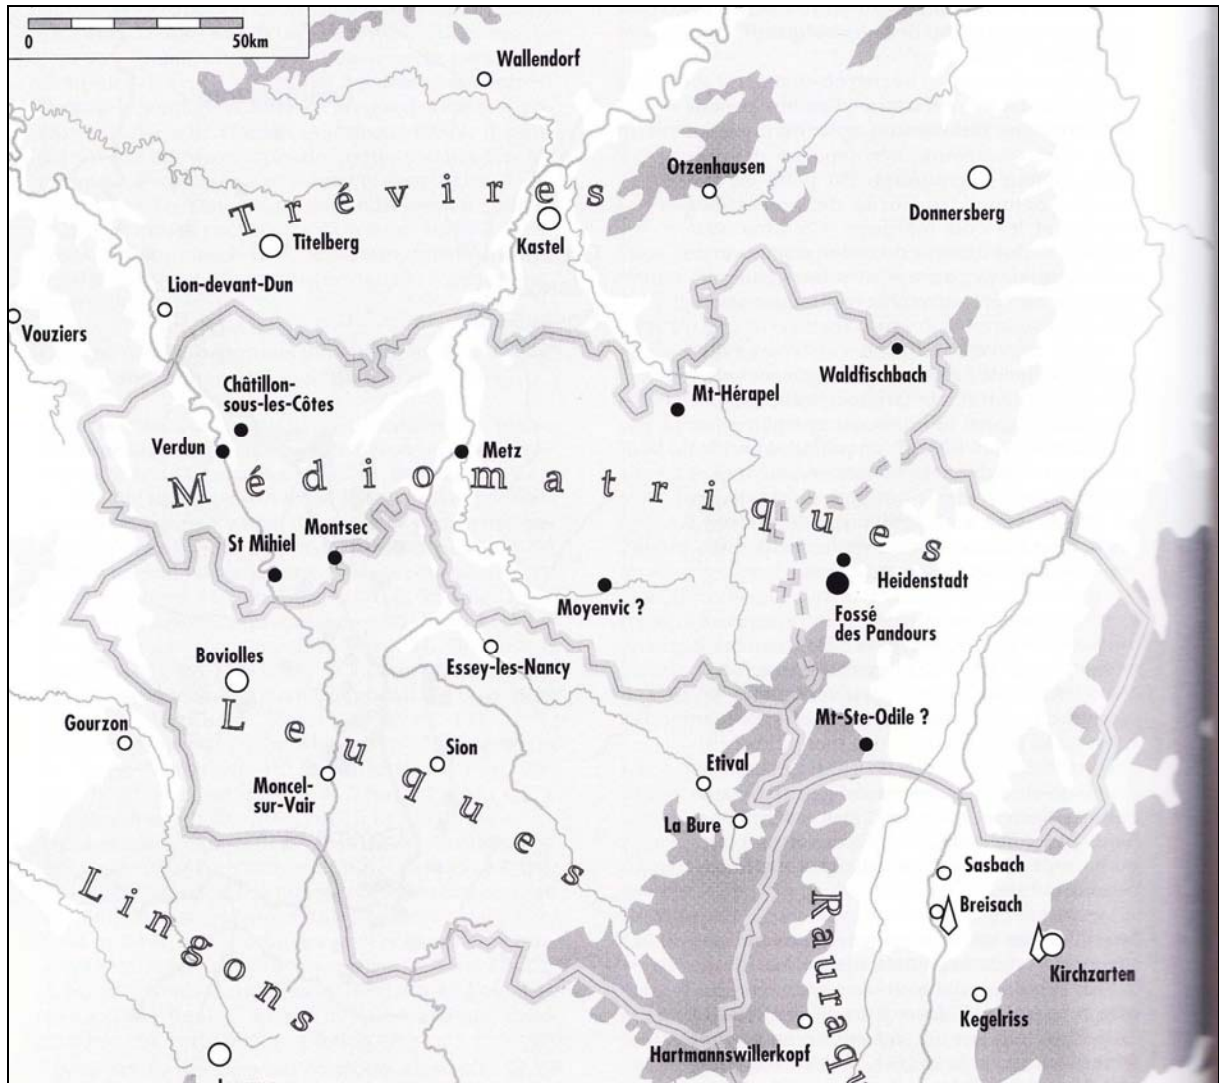 0 50km
Wallendorf
Otzenhausen
Donnersberg
Trévires
Titelberg
Kastel
Lion-devant-Dun
Vouziers
Waldfischbach
Châtillon-
sous-les-Côtes
Mt-Hérapel
Verdun
Metz
Médiomatriques
Montsec
St Mihiel
Heidenstadt
Moyenvic ?
Fossé
des Pandours
Boviolles
Essey-les-Nancy
Leuques
Gourzon
Mt-Ste-Odile ?
Sion
Etival
Moncel-
sur-Vair
La Bure
Lingons
Sasbach
Rauraq
Breisach
Kirchzarten
Kegelriss
Hartmannswillerkopf